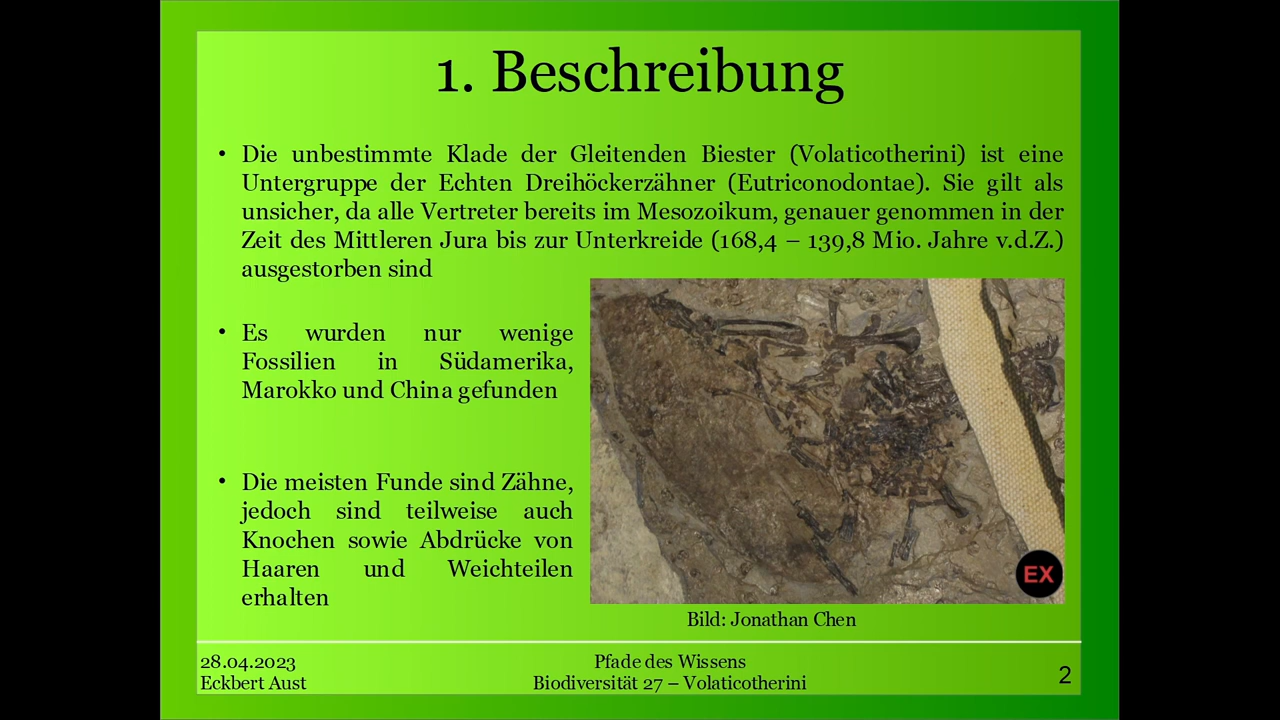 1. Beschreibung
• Die unbestimmte Klade der Gleitenden Biester (Volaticotherini) ist eine
Untergruppe der Echten Dreihöckerzähner (Eutriconodontae). Sie gilt als
unsicher, da alle Vertreter bereits im Mesozoikum, genauer genommen in der
Zeit des Mittleren Jura bis zur Unterkreide (168,4 – 139,8 Mio. Jahre v.d.Z.)
ausgestorben sind
• Es wurden nur wenige
Fossilien in Südamerika,
Marokko und China gefunden
• Die meisten Funde sind Zähne,
jedoch sind teilweise auch
Knochen sowie Abdrücke von
Haaren und Weichteilen
erhalten
EX
Bild: Jonathan Chen
28.04.2023
Eckbert Aust
Pfade des Wissens
Biodiversität 27 – Volaticotherini
2